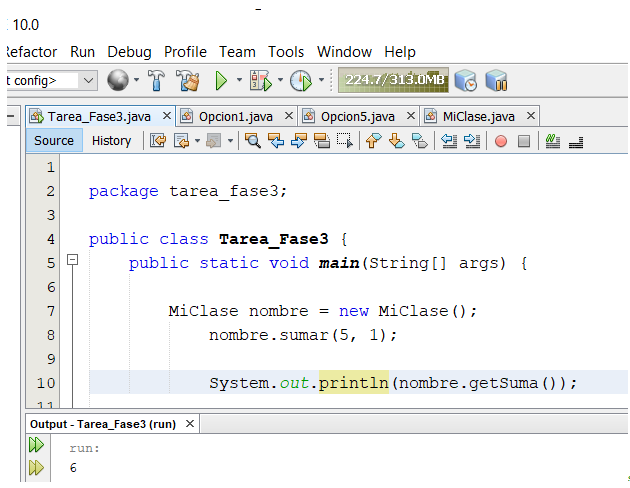 10.0
Refactor Run Debug Profile Team Tools Window Help
t config> 224.7/313.0MB
Tarea_Fase3.java Opcion1.java Opcion5.java MiClase.java
Source History
1
2 package tarea_fase3;
3
4 public class Tarea_Fase3 {
5 public static void main(String[] args) {
6
7 MiClase nombre = new MiClase();
8 nombre.sumar(5, 1);
9
10 System.out.println(nombre.getSuma());
11
Output - Tarea_Fase3 (run)
run:
6